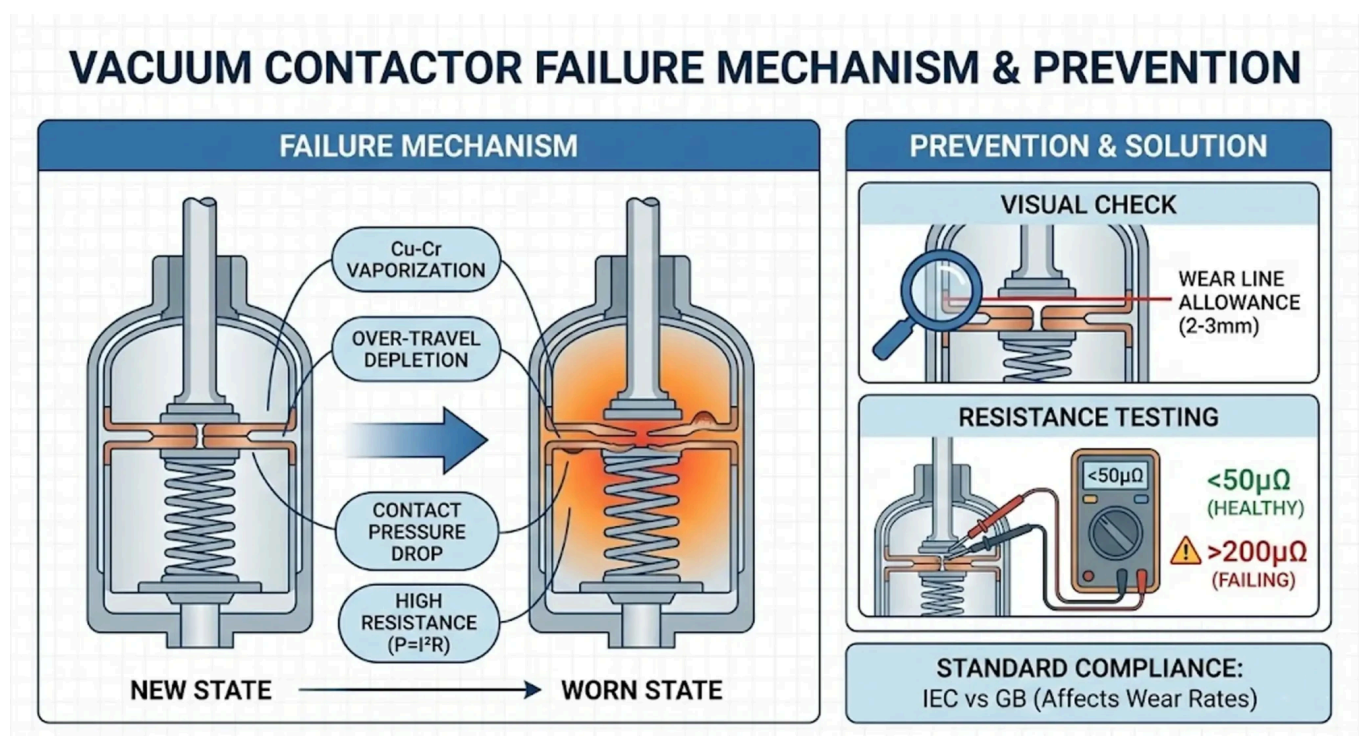 VACUUM CONTACTOR FAILURE MECHANISM & PREVENTION
FAILURE MECHANISM
Cu-Cr
VAPORIZATION
OVER-TRAVEL
DEPLETION
CONTACT
PRESSURE
DROP
HIGH
RESISTANCE
(P=I²R)
NEW STATE
WORN STATE
PREVENTION & SOLUTION
VISUAL CHECK
WEAR LINE
ALLOWANCE
(2-3mm)
RESISTANCE TESTING
<50μΩ
<50μΩ
(HEALTHY)
>200μΩ
(FAILING)
STANDARD COMPLIANCE:
IEC vs GB (Affects Wear Rates)